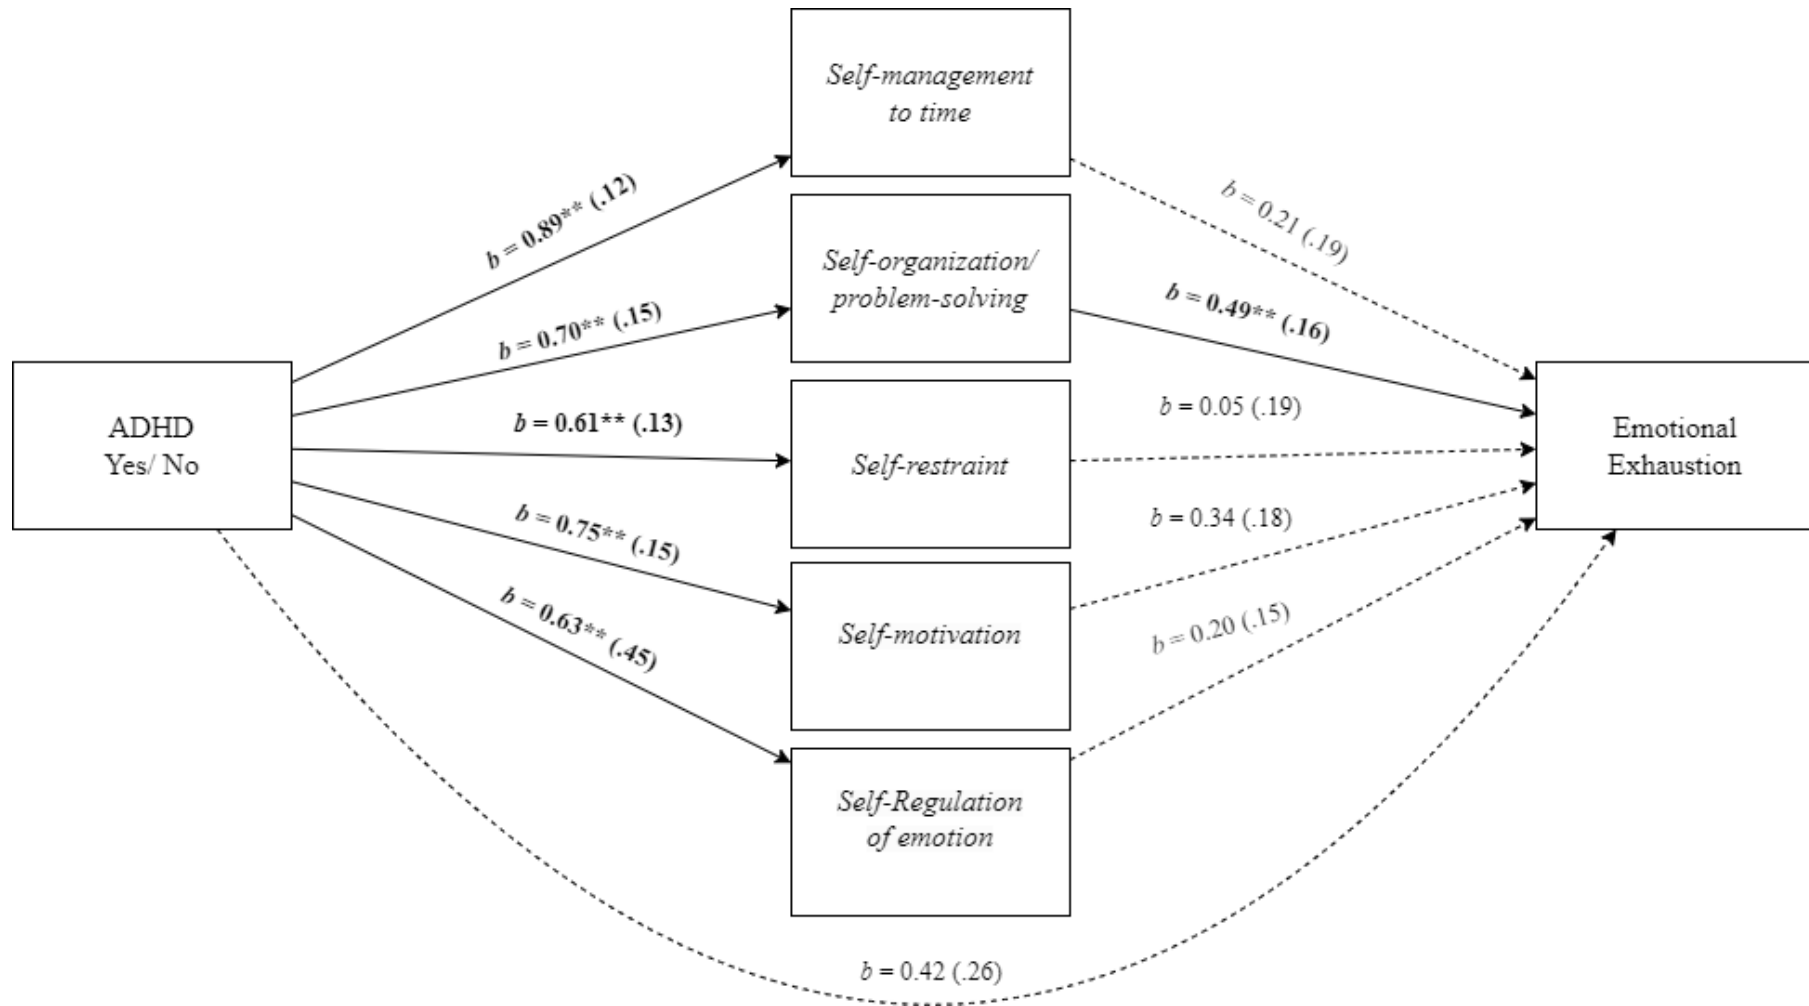 Self-management
to time
b = 0.89** (.12)
b = 0.21 (.19)
Self-organization/
problem-solving
b = 0.70** (.15)
b = 0.49** (.16)
ADHD
Yes/ No
b = 0.61** (.13)
Self-restraint
b = 0.05 (.19)
Emotional
Exhaustion
b = 0.75** (.15)
b = 0.34 (.18)
Self-motivation
b = 0.63** (.45)
b = 0.20 (.15)
Self-Regulation
of emotion
b = 0.42 (.26)